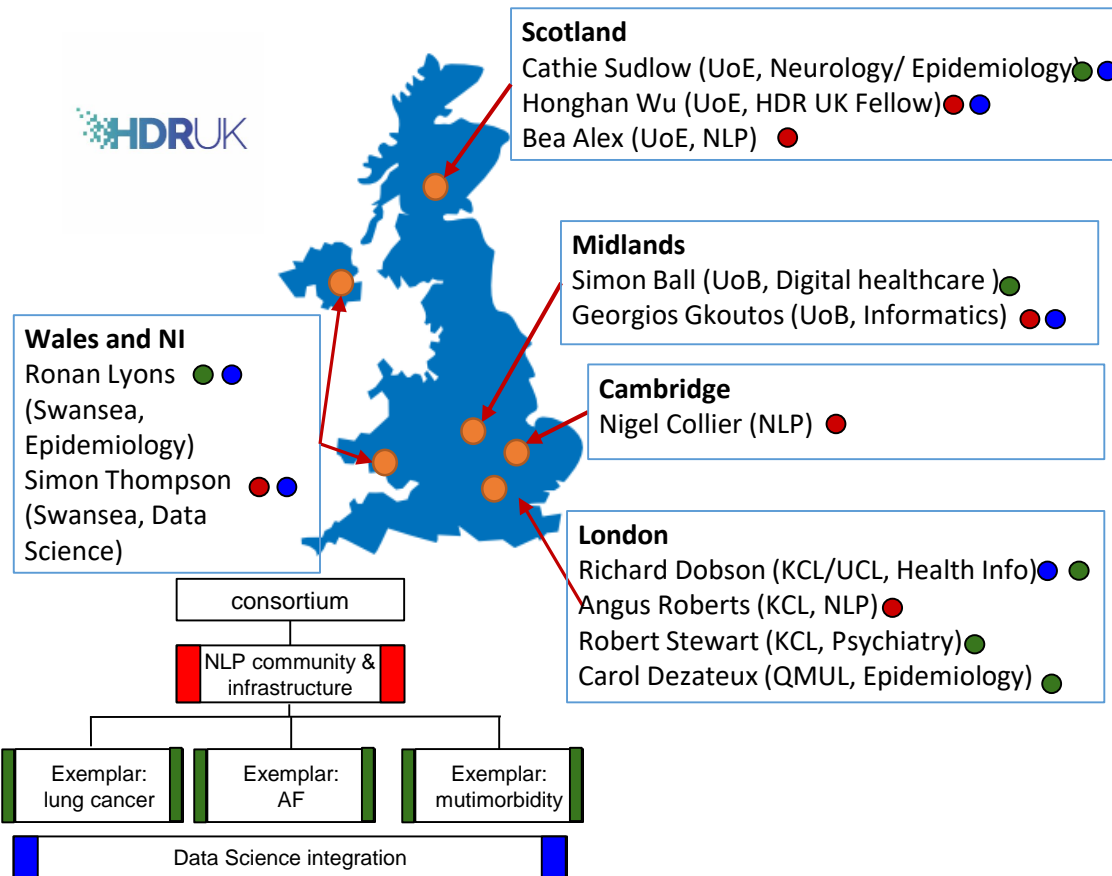 HDRUK
Scotland
Cathie Sudlow (UoE, Neurology/ Epidemiology)
Honghan Wu (UoE, HDR UK Fellow)
Bea Alex (UoE, NLP)
Midlands
Simon Ball (UoB, Digital healthcare )
Georgios Gkoutos (UoB, Informatics)
Cambridge
Nigel Collier (NLP)
Wales and NI
Ronan Lyons
(Swansea,
Epidemiology)
Simon Thompson
(Swansea, Data
Science)
London
Richard Dobson (KCL/UCL, Health Info)
Angus Roberts (KCL, NLP)
Robert Stewart (KCL, Psychiatry)
Carol Dezateux (QMUL, Epidemiology)
consortium
NLP community &
infrastructure
Exemplar:
lung cancer
Exemplar:
AF
Exemplar:
mutimorbidity
Data Science integration